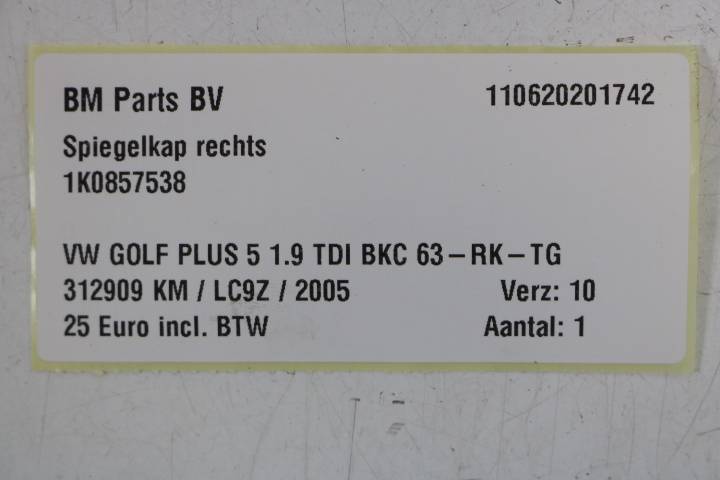 BM Parts BV 110620201742
Spiegelkap rechts
1K0857538
VW GOLF PLUS 5 1.9 TDI BKC 63-RK-TG
312909 KM / LC9Z / 2005 Verz: 10
25 Euro incl. BTW Aantal: 1